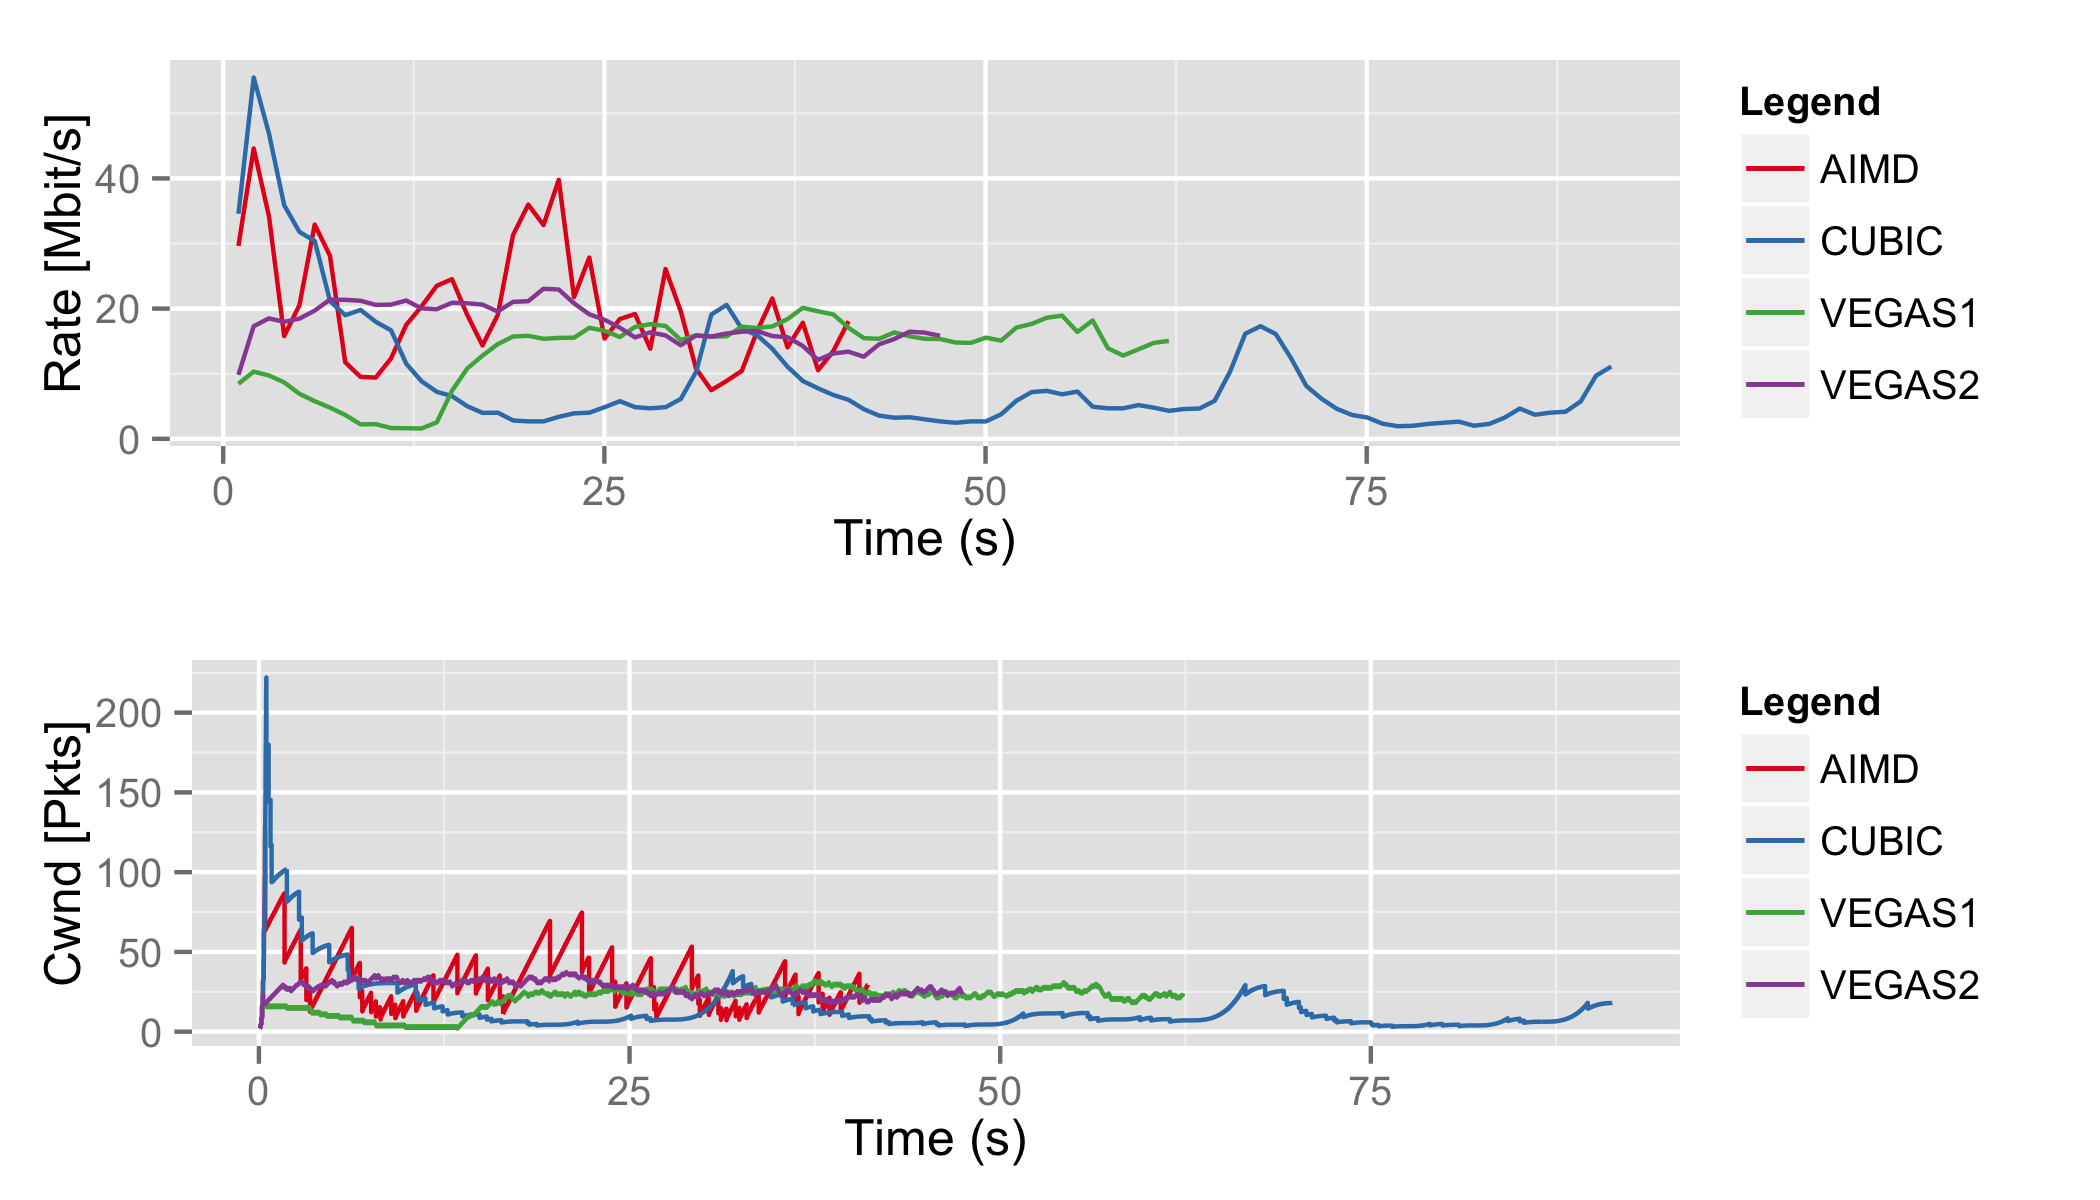 Rate [Mbit/s]
40
20
0
0 25 50 75
Time (s)
Legend
AIMD
CUBIC
VEGAS1
VEGAS2
Cwnd [Pkts]
200
150
100
50
0
0 25 50 75
Time (s)
Legend
AIMD
CUBIC
VEGAS1
VEGAS2